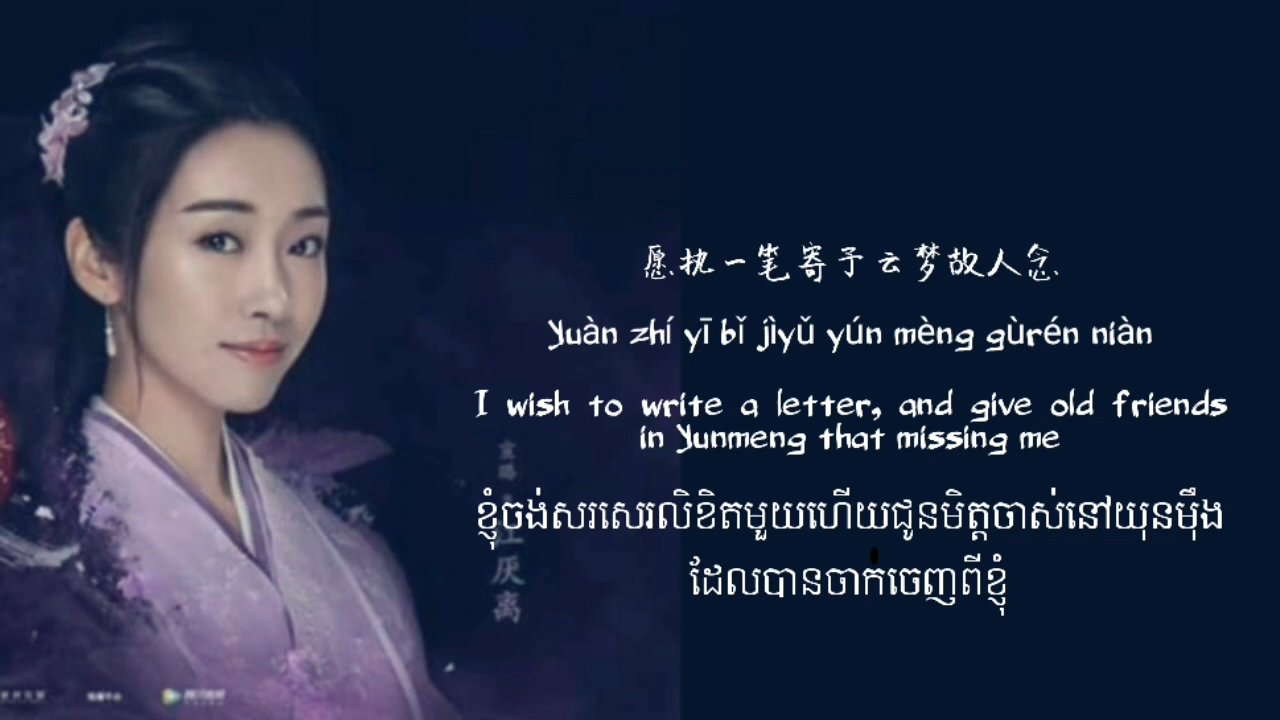 愿执一笔寄予云梦故人念
Yuàn zhí yī bǐ jìyǔ yún mèng gùrén niàn
I wish to write a letter, and give old friends
in Yunmeng that missing me
ខ្ញុំចង់សរសេរលិខិតមួយហើយជូនមិត្តចាស់នៅយុនម៉ឹង
ដែលបានចាក់ចេញពីខ្ញុំ
厌离